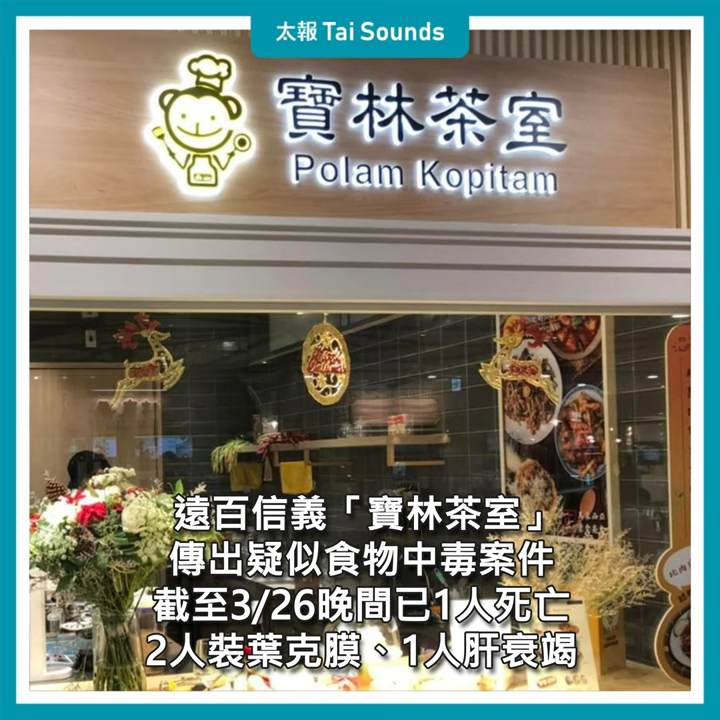 太報 Tai Sounds
寶林茶室
Polam Kopitam
遠百信義「寶林茶室」
傳出疑似食物中毒案件
截至3/26晚間已1人死亡
2人裝葉克膜、1人肝衰竭